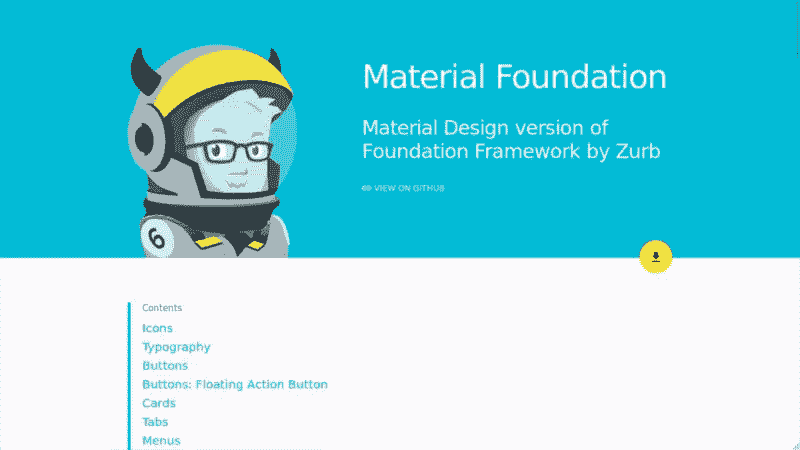 Material Foundation
Material Design version of
Foundation Framework by Zurb
VIEW ON GITHUB
6
Contents
Icons
Typography
Buttons
Buttons: Floating Action Button
Cards
Tabs
Menus